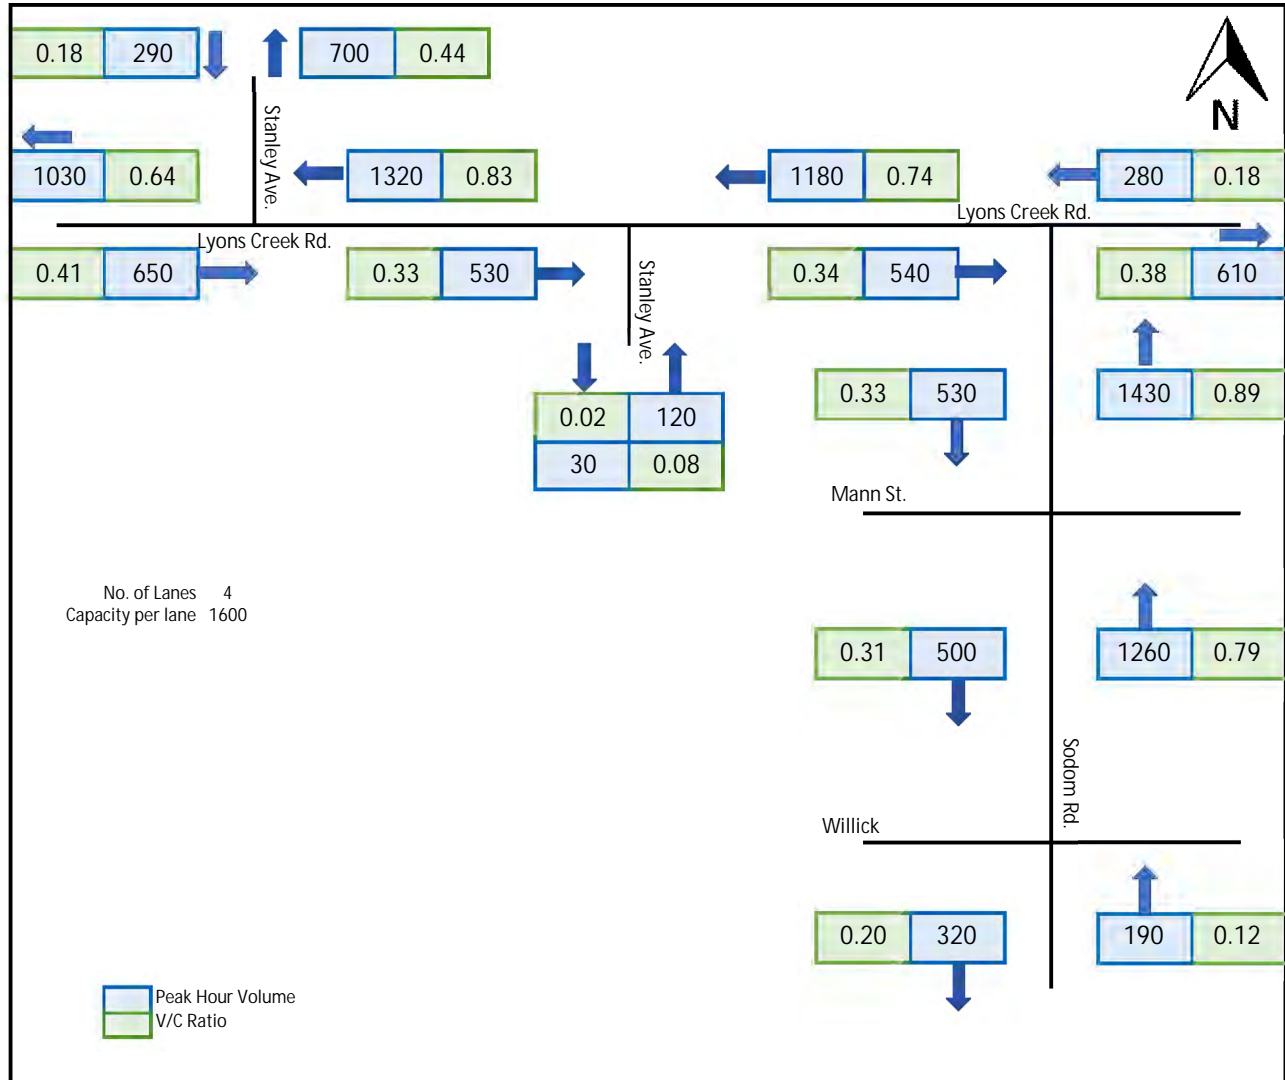 0.18 290 700 0.44
N
Stanley Ave.
1030 0.64 1320 0.83 1180 0.74 280 0.18
Lyons Creek Rd.
Lyons Creek Rd.
0.41 650 0.33 530 0.34 540 0.38 610
Stanley Ave.
0.33 530 1430 0.89
0.02 120
30 0.08
Mann St.
No. of Lanes 4
Capacity per lane 1600
0.31 500 1260 0.79
Sodom Rd.
Willick
0.20 320 190 0.12
Peak Hour Volume
V/C Ratio